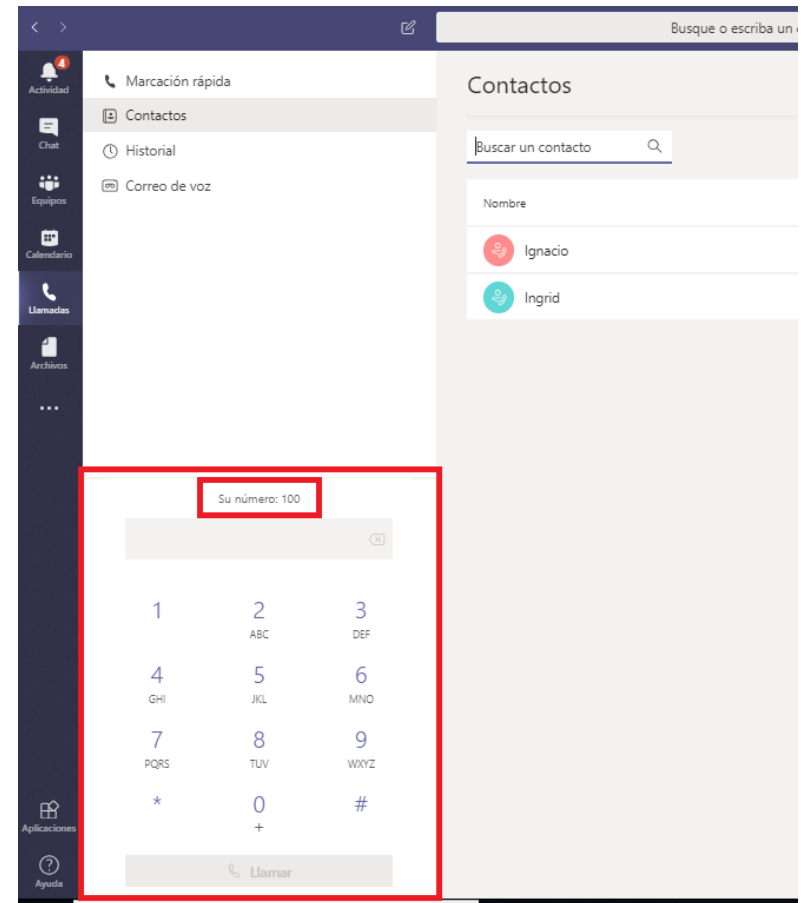 Busque o escriba un
4
Actividad
Chat
Equipos
Calendario
Llamadas
Archivos
Aplicaciones
Ayuda
Marcación rápida
Contactos
Historial
Correo de voz
Su número: 100
1
2
3
ABC
DEF
4
5
6
GHI
JKL
MNO
7
8
9
PQRS
TUV
WXYZ
*
0
#
+
Llamar
Contactos
Buscar un contacto
Nombre
Ignacio
Ingrid